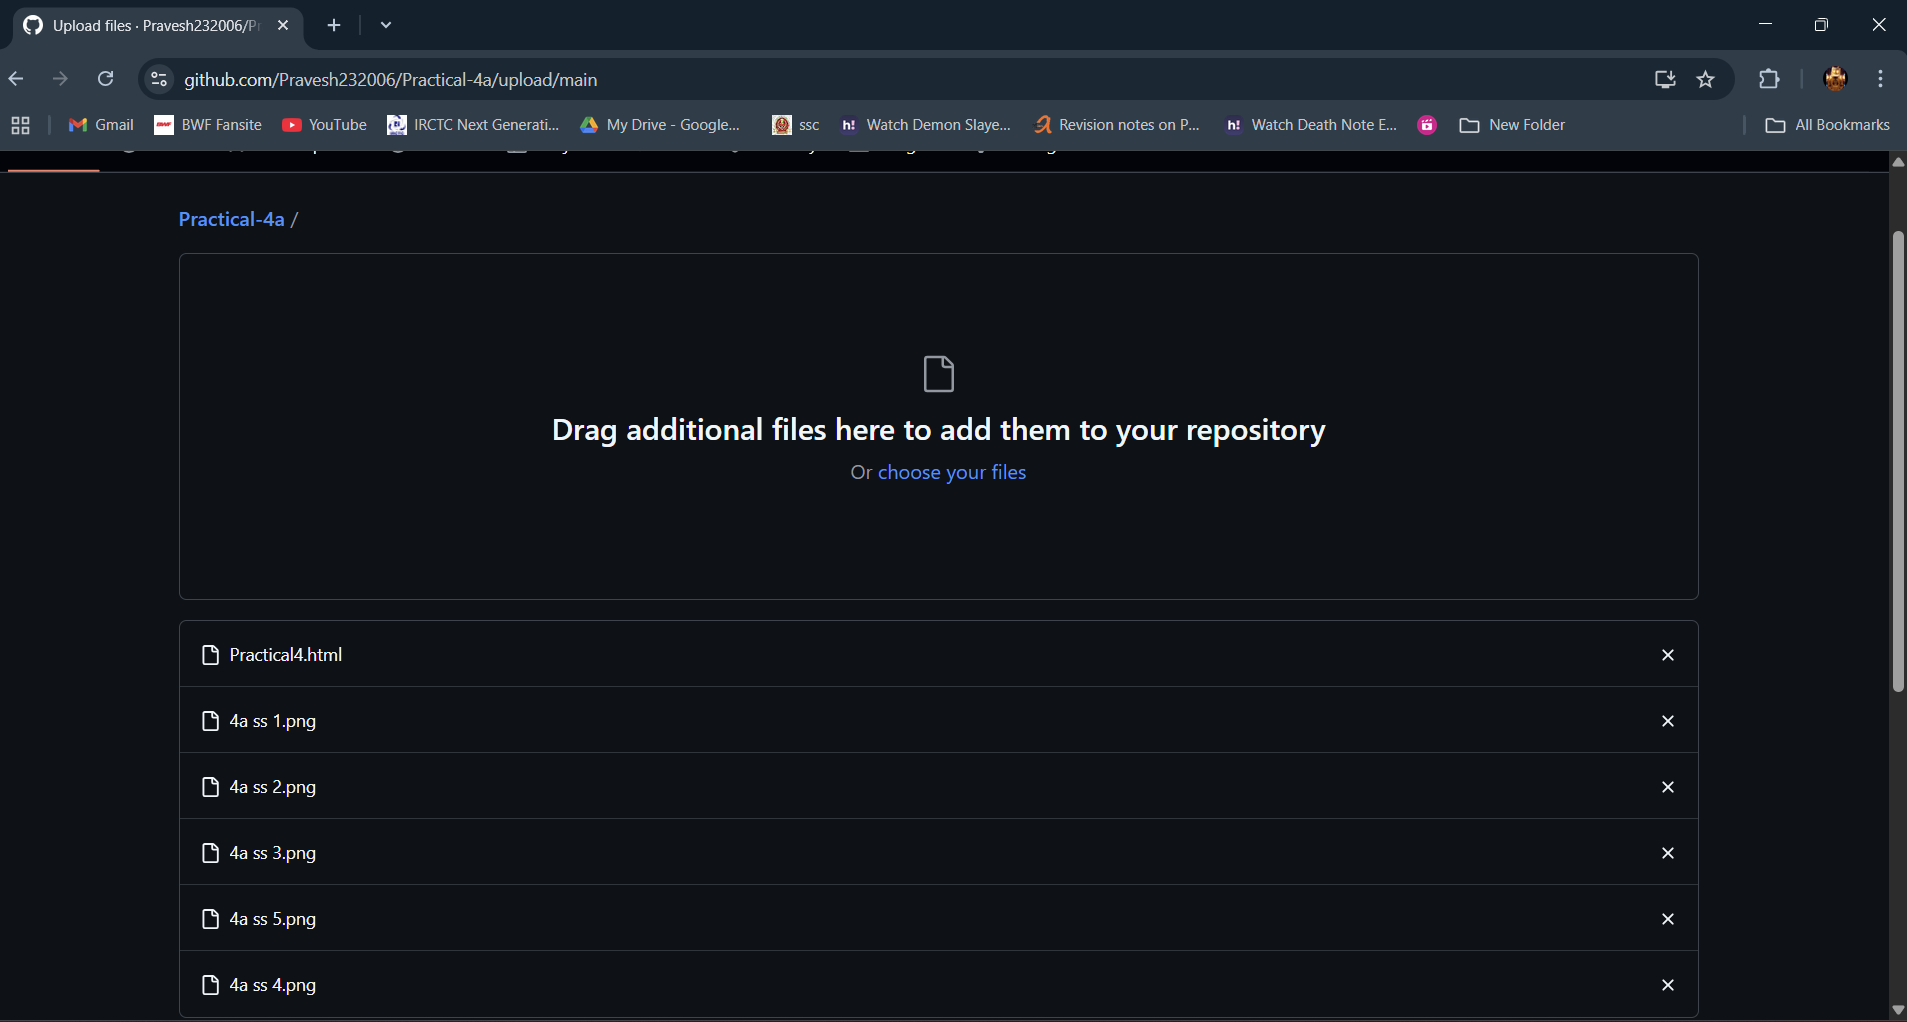 Upload files · Pravesh232006/Pr
github.com/Pravesh232006/Practical-4a/upload/main
Gmail BWF Fansite YouTube IRCTC Next Generati... My Drive - Google... ssc Watch Demon Slaye... Revision notes on P... Watch Death Note E... New Folder All Bookmarks
Practical-4a /
Drag additional files here to add them to your repository
Or choose your files
Practical4.html
4a ss 1.png
4a ss 2.png
4a ss 3.png
4a ss 5.png
4a ss 4.png